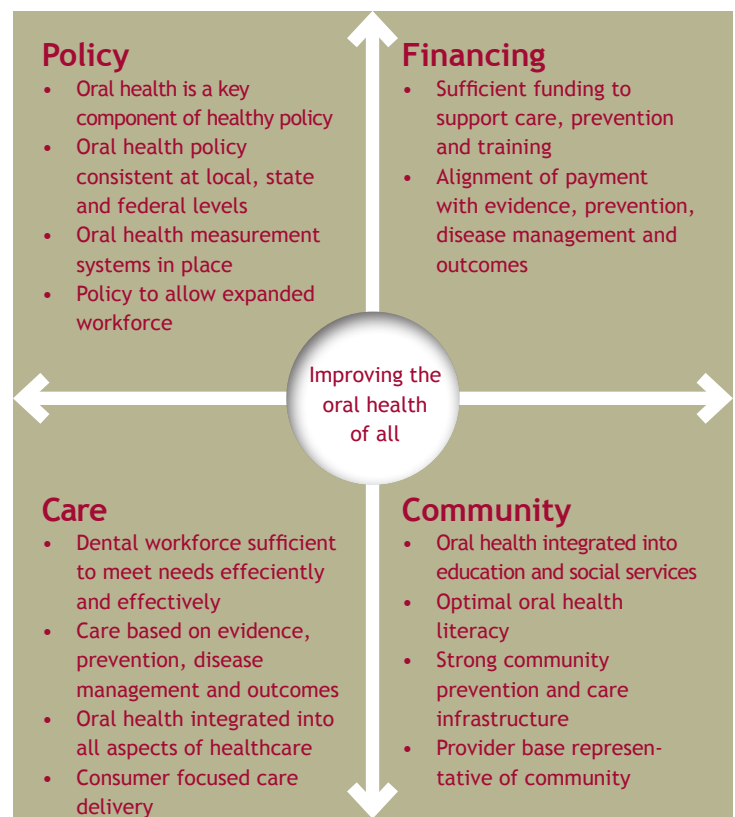 Policy
• Oral health is a key
component of healthy policy
• Oral health policy
consistent at local, state
and federal levels
• Oral health measurement
systems in place
• Policy to allow expanded
workforce
Financing
• Sufficient funding to
support care, prevention
and training
• Alignment of payment
with evidence, prevention,
disease management and
outcomes
Improving the
oral health
of all
Care
• Dental workforce sufficient
to meet needs effeciently
and effectively
• Care based on evidence,
prevention, disease
management and outcomes
• Oral health integrated into
all aspects of healthcare
• Consumer focused care
delivery
Community
• Oral health integrated into
education and social services
• Optimal oral health
literacy
• Strong community
prevention and care
infrastructure
• Provider base represen-
tative of community